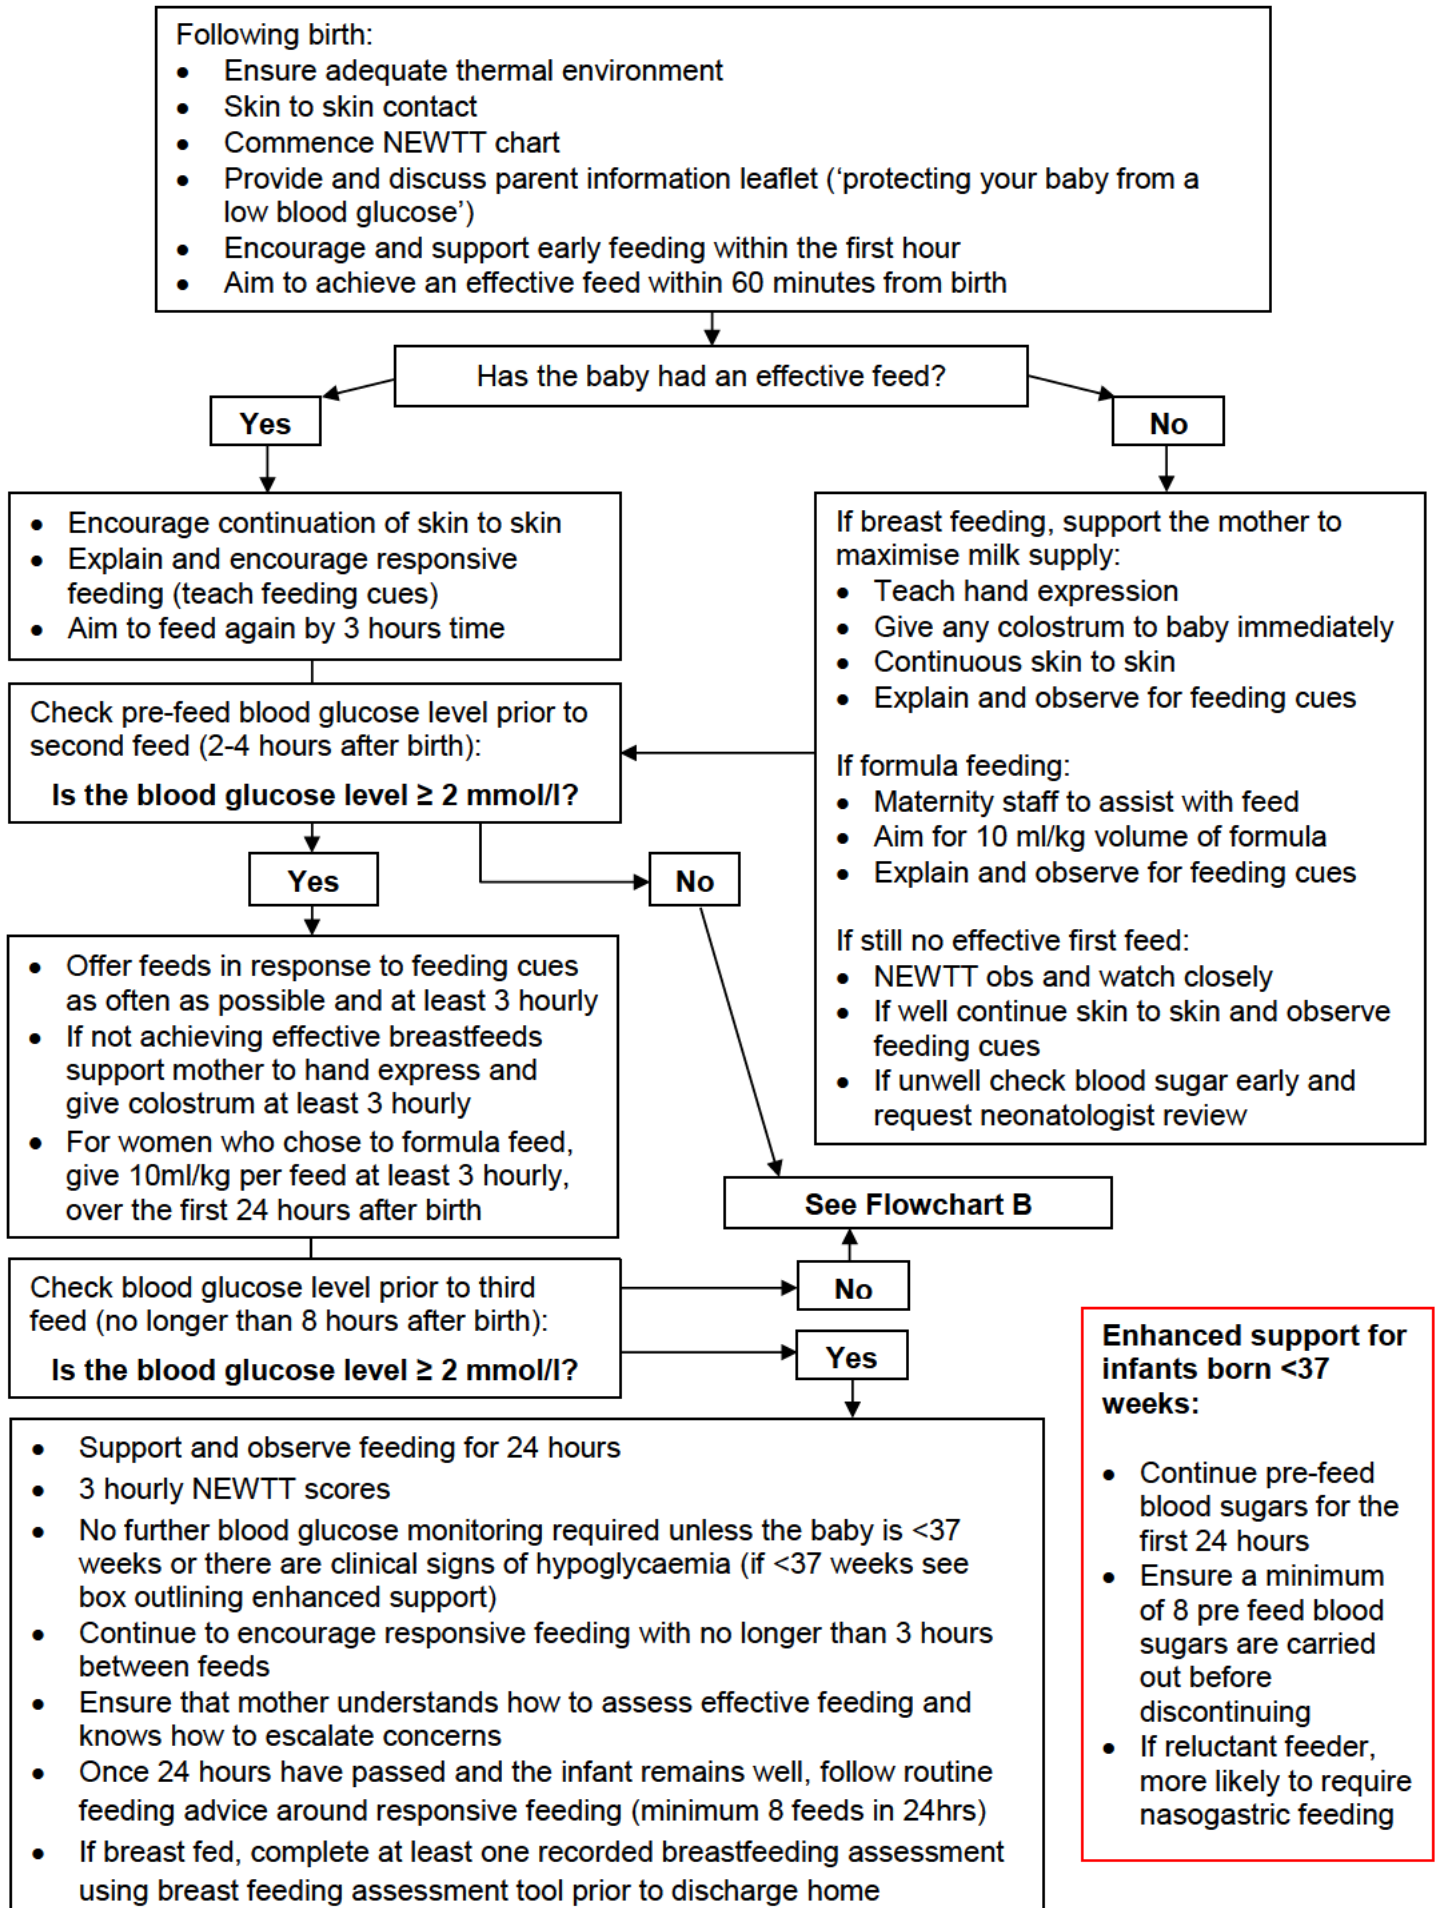 Following birth:
• Ensure adequate thermal environment
• Skin to skin contact
• Commence NEWTT chart
• Provide and discuss parent information leaflet (‘protecting your baby from a
low blood glucose’)
• Encourage and support early feeding within the first hour
• Aim to achieve an effective feed within 60 minutes from birth
Has the baby had an effective feed?
Yes
No
• Encourage continuation of skin to skin
• Explain and encourage responsive
feeding (teach feeding cues)
• Aim to feed again by 3 hours time
If breast feeding, support the mother to
maximise milk supply:
• Teach hand expression
• Give any colostrum to baby immediately
• Continuous skin to skin
• Explain and observe for feeding cues
If formula feeding:
• Maternity staff to assist with feed
• Aim for 10 ml/kg volume of formula
• Explain and observe for feeding cues
If still no effective first feed:
• NEWTT obs and watch closely
• If well continue skin to skin and observe
feeding cues
• If unwell check blood sugar early and
request neonatologist review
Check pre-feed blood glucose level prior to
second feed (2-4 hours after birth):
Is the blood glucose level ≥ 2 mmol/l?
Yes
No
• Offer feeds in response to feeding cues
as often as possible and at least 3 hourly
• If not achieving effective breastfeeds
support mother to hand express and
give colostrum at least 3 hourly
• For women who chose to formula feed,
give 10ml/kg per feed at least 3 hourly,
over the first 24 hours after birth
See Flowchart B
Check blood glucose level prior to third
feed (no longer than 8 hours after birth):
Is the blood glucose level ≥ 2 mmol/l?
No
Yes
• Support and observe feeding for 24 hours
• 3 hourly NEWTT scores
• No further blood glucose monitoring required unless the baby is <37
weeks or there are clinical signs of hypoglycaemia (if <37 weeks see
box outlining enhanced support)
• Continue to encourage responsive feeding with no longer than 3 hours
between feeds
• Ensure that mother understands how to assess effective feeding and
knows how to escalate concerns
• Once 24 hours have passed and the infant remains well, follow routine
feeding advice around responsive feeding (minimum 8 feeds in 24hrs)
• If breast fed, complete at least one recorded breastfeeding assessment
using breast feeding assessment tool prior to discharge home
Enhanced support for
infants born <37
weeks:
• Continue pre-feed
blood sugars for the
first 24 hours
• Ensure a minimum
of 8 pre feed blood
sugars are carried
out before
discontinuing
• If reluctant feeder,
more likely to require
nasogastric feeding